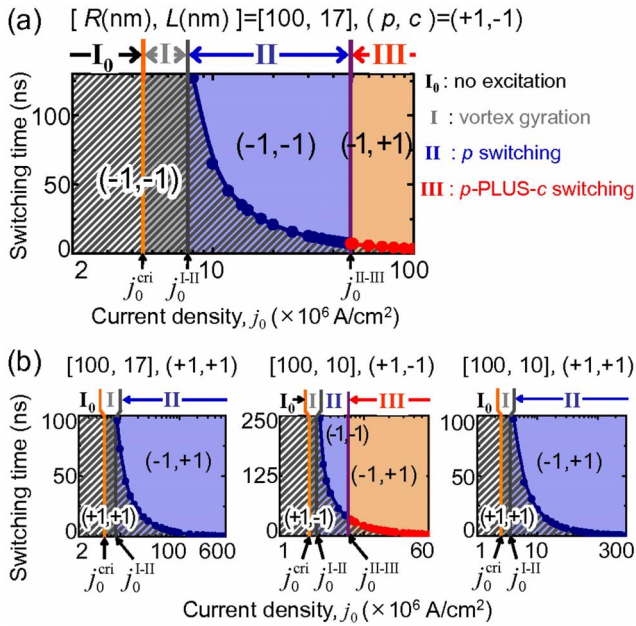 (a) [ R(nm), L(nm) ]=[100, 17], ( p, c )=(+1,-1)
I₀ I II III
Switching time (ns)
100
50
0
(-1,-1)
(-1,-1)
(-1,+1)
2 10 100
j₀ᶜʳⁱ j₀ᴵ⁻ᴵᴵ j₀ᴵᴵ⁻ᴵᴵᴵ
Current density, j₀ (×10⁶ A/cm²)
I₀ : no excitation
I : vortex gyration
II : p switching
III : p-PLUS-c switching
(b) [100, 17], (+1,+1) [100, 10], (+1,-1) [100, 10], (+1,+1)
I₀ I II
Switching time (ns)
100
50
0
(-1,+1)
(+1,+1)
2 100 600
j₀ᶜʳⁱ j₀ᴵ⁻ᴵᴵ
I₀ I II III
250
125
0
(-1,-1)
(-1,+1)
(+1,-1)
1 60
j₀ᶜʳⁱ j₀ᴵ⁻ᴵᴵ j₀ᴵᴵ⁻ᴵᴵᴵ
I₀ I II
100
50
0
(-1,+1)
(+1,+1)
1 10 300
j₀ᶜʳⁱ j₀ᴵ⁻ᴵᴵ
Current density, j₀ (×10⁶ A/cm²)